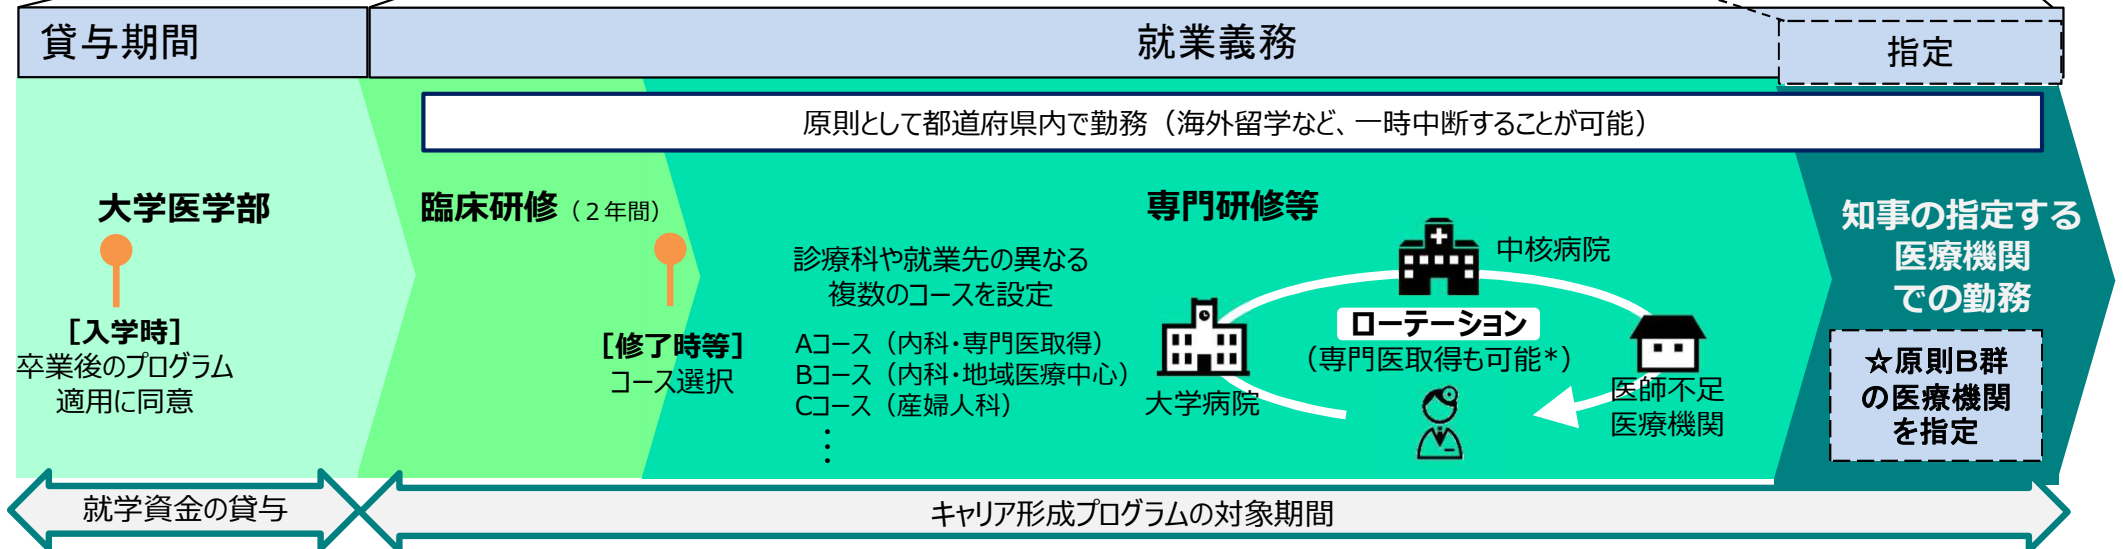 貸与期間
就業義務
指定
原則として都道府県内で勤務（海外留学など、一時中断することが可能）
大学医学部
［入学時］
卒業後のプログラム
適用に同意
臨床研修（２年間）
［修了時等］
コース選択
専門研修等
診療科や就業先の異なる
複数のコースを設定
Aコース（内科・専門医取得）
Bコース（内科・地域医療中心）
Cコース（産婦人科）
⋮
中核病院
ローテーション
（専門医取得も可能*）
大学病院
医師不足
医療機関
知事の指定する
医療機関
での勤務
☆原則B群
の医療機関
を指定
就学資金の貸与
キャリア形成プログラムの対象期間